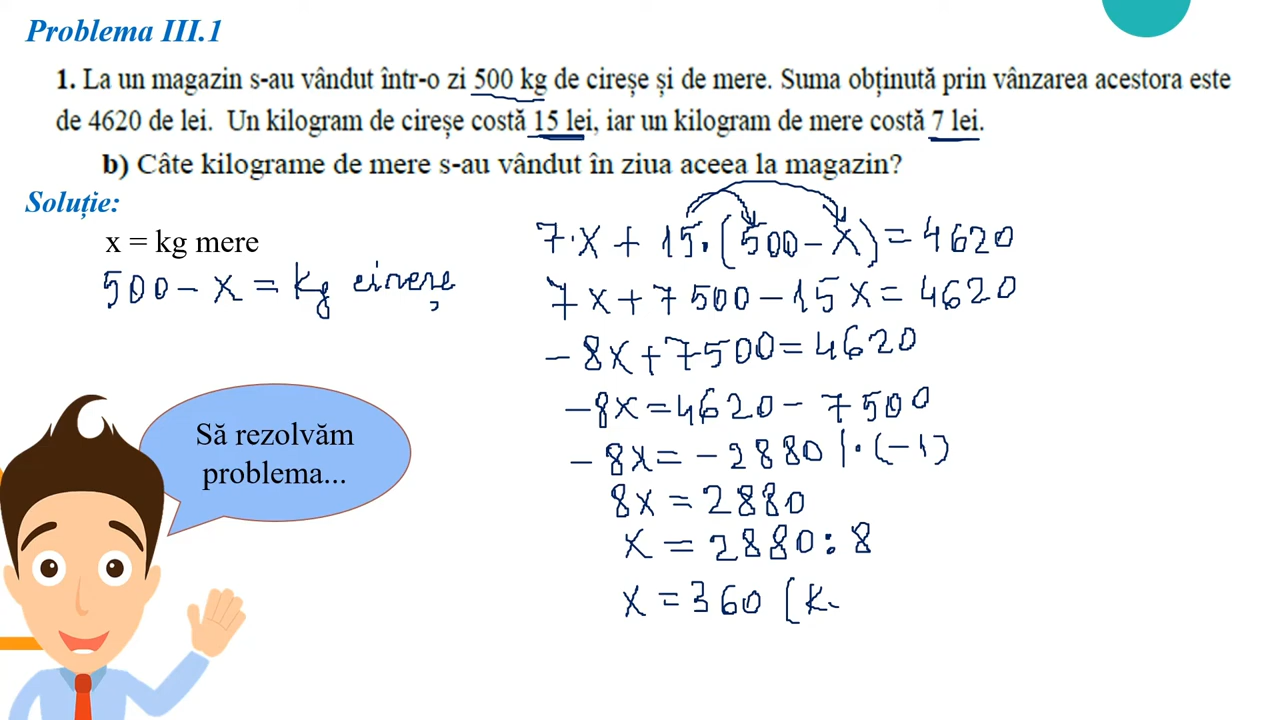 Problema III.1
1. La un magazin s-au vândut într-o zi 500 kg de cireșe și de mere. Suma obținută prin vânzarea acestora este
de 4620 de lei. Un kilogram de cireșe costă 15 lei, iar un kilogram de mere costă 7 lei.
b) Câte kilograme de mere s-au vândut în ziua aceea la magazin?
Soluție:
x = kg mere
500 - x = kg cireșe
7·x + 15·(500 - x) = 4620
7x + 7500 - 15x = 4620
-8x + 7500 = 4620
-8x = 4620 - 7500
-8x = -2880 |·(-1)
8x = 2880
x = 2880 : 8
x = 360 (k
Să rezolvăm
problema...